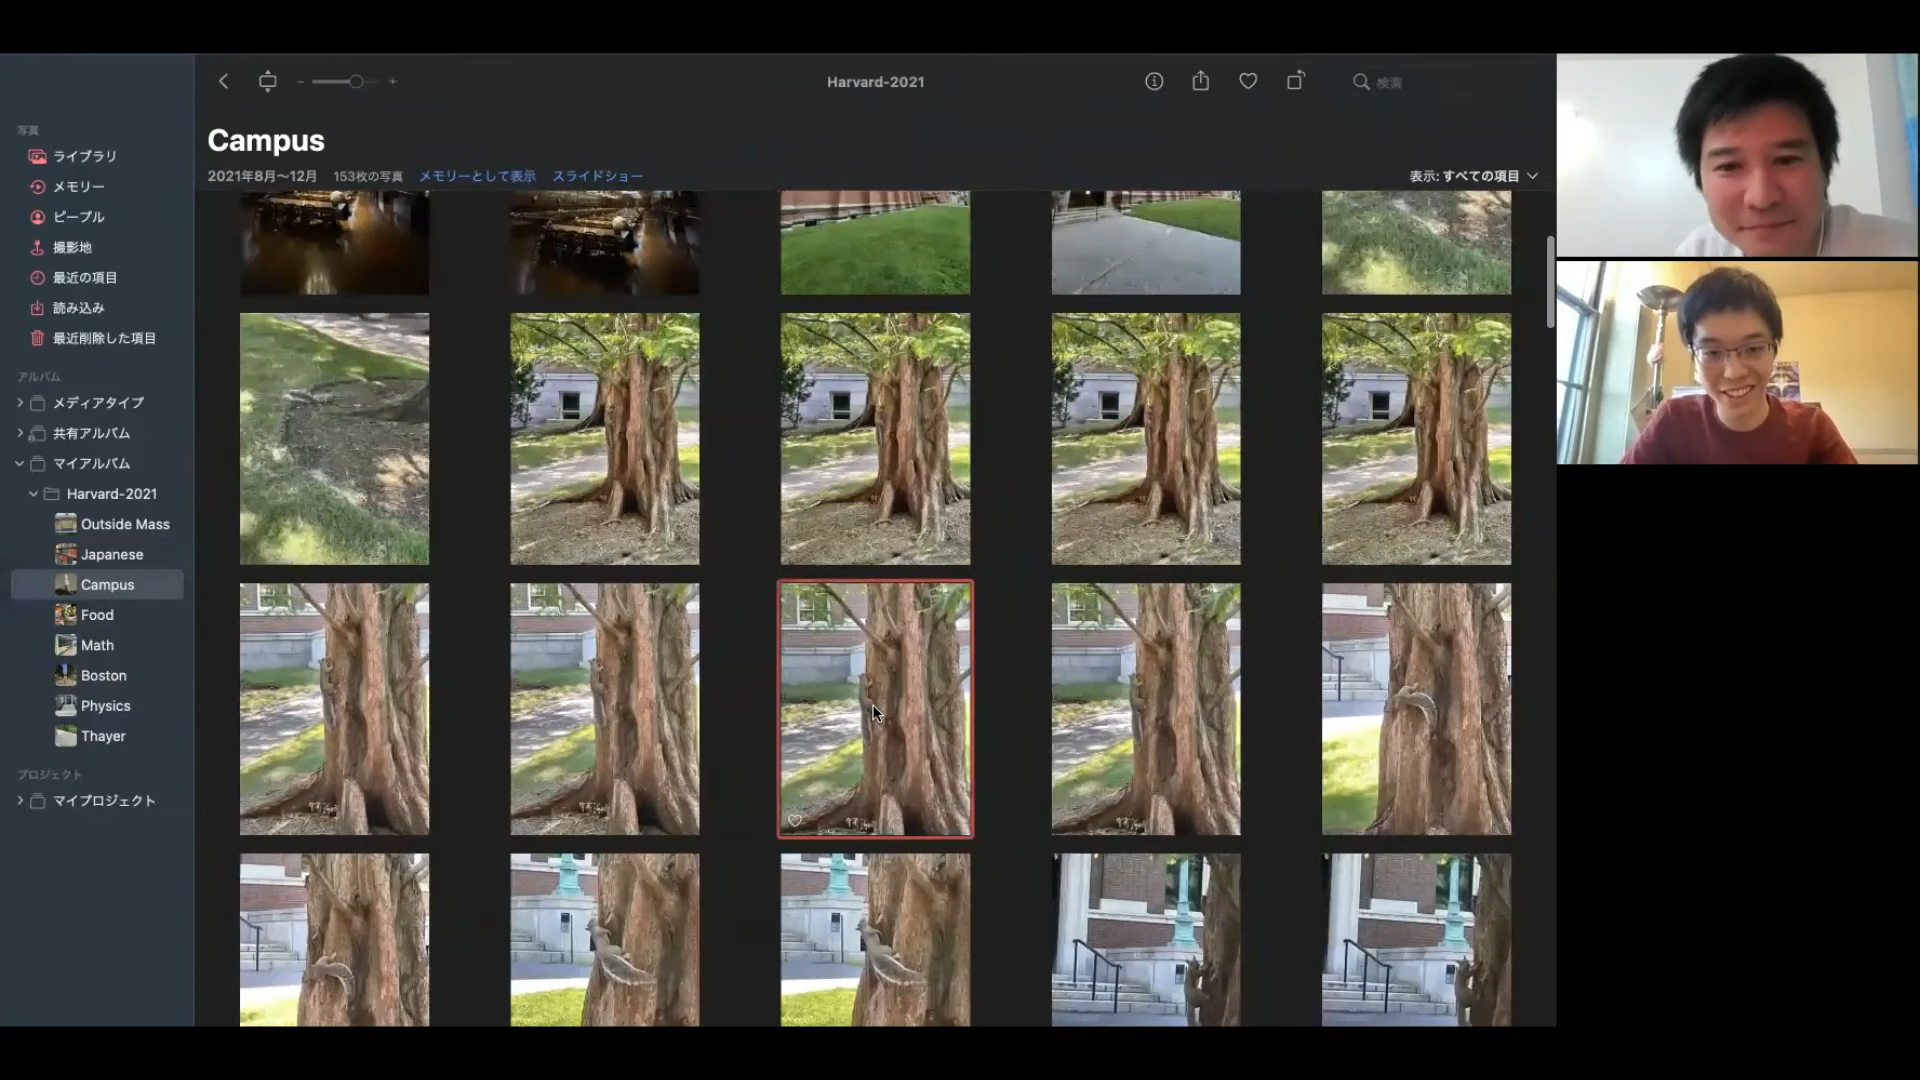 Harvard-2021
検索
Campus
2021年8月〜12月 153枚の写真 メモリーとして表示 スライドショー
表示: すべての項目
写真
ライブラリ
メモリー
ピープル
撮影地
最近の項目
読み込み
最近削除した項目
アルバム
メディアタイプ
共有アルバム
マイアルバム
Harvard-2021
Outside Mass
Japanese
Campus
Food
Math
Boston
Physics
Thayer
プロジェクト
マイプロジェクト